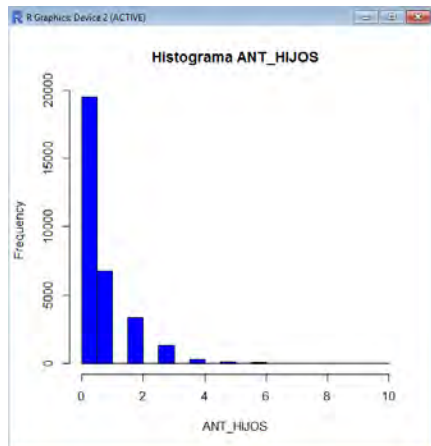 R Graphics: Device 2 (ACTIVE)
Histograma ANT_HIJOS
20000
15000
10000
5000
0
Frequency
0 2 4 6 8 10
ANT_HIJOS